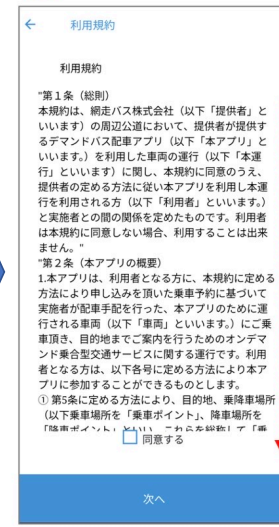 利用規約
利用規約
"第１条（総則）
本規約は、網走バス株式会社（以下「提供者」と
いいます）の周辺公道において、提供者が提供す
るデマンドバス配車アプリ（以下「本アプリ」と
いいます。）を利用した車両の運行（以下「本運
行」といいます）に関し、本規約に同意のうえ、
提供者の定める方法に従い本アプリを利用し本運
行を利用される方（以下「利用者」といいます。）
と実施者との間の関係を定めたものです。利用者
は本規約に同意しない場合、利用することは出来
ません。"
"第２条（本アプリの概要）
1.本アプリは、利用者となる方に、本規約に定める
方法により申し込みを頂いた乗車予約に基づいて
実施者が配車手配を行った、本アプリのために運
行される車両（以下「車両」といいます。）にご乗
車頂き、目的地までご案内を行うためのオンデマ
ンド乗合型交通サービスに関する運行です。利用
者となる方は、以下各号に定める方法により本ア
プリに参加することができるものとします。
① 第5条に定める方法により、目的地、乗降車場所
（以下乗車場所を「乗車ポイント」、降車場所を
「降車ポイント」といい、これらを総称して「乗
同意する
次へ